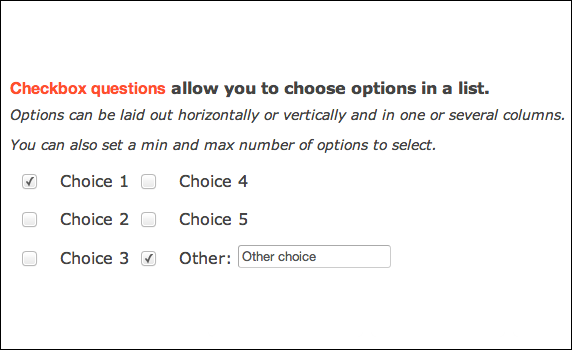 Checkbox questions allow you to choose options in a list.
Options can be laid out horizontally or vertically and in one or several columns.
You can also set a min and max number of options to select.
Choice 1 Choice 4
Choice 2 Choice 5
Choice 3 Other: Other choice